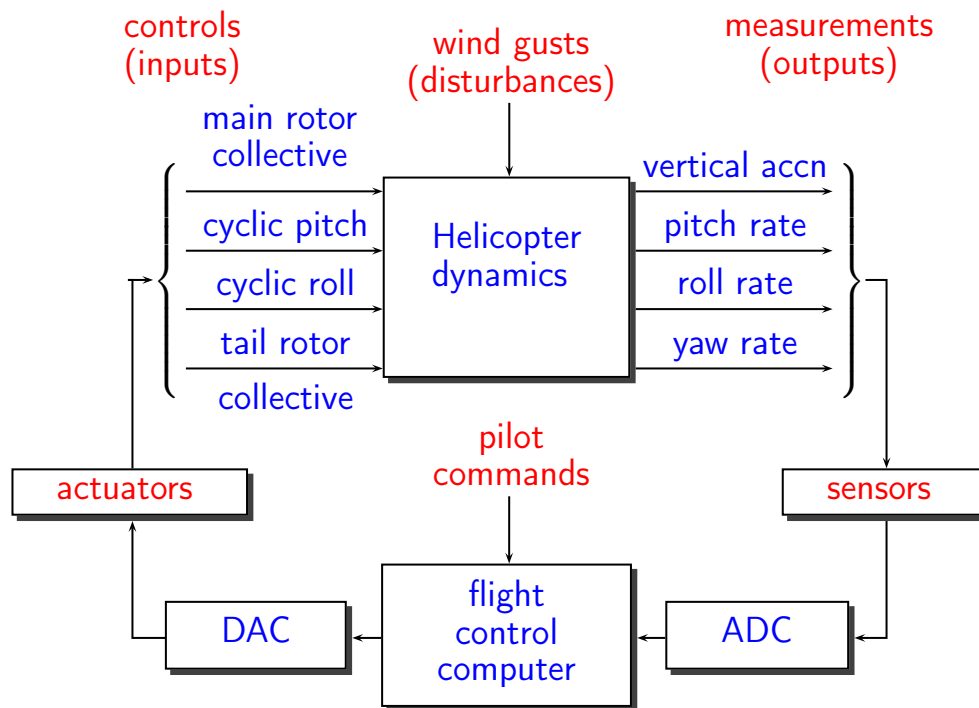 controls
(inputs)
wind gusts
(disturbances)
measurements
(outputs)
main rotor
collective
cyclic pitch
cyclic roll
tail rotor
collective
Helicopter
dynamics
vertical accn
pitch rate
roll rate
yaw rate
pilot
commands
actuators
sensors
DAC
flight
control
computer
ADC